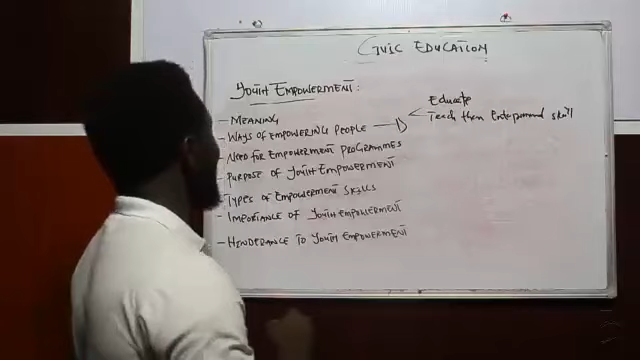 CIVIC EDUCATION
YOUTH EMPOWERMENT:
- MEANING
- WAYS OF EMPOWERING PEOPLE
Educate
Teach them skill
- NEED FOR EMPOWERMENT PROGRAMMES
- PURPOSE OF YOUTH EMPOWERMENT
- TYPES OF EMPOWERMENT SKILLS
- IMPORTANCE OF YOUTH EMPOWERMENT
- HINDERANCE TO YOUTH EMPOWERMENT